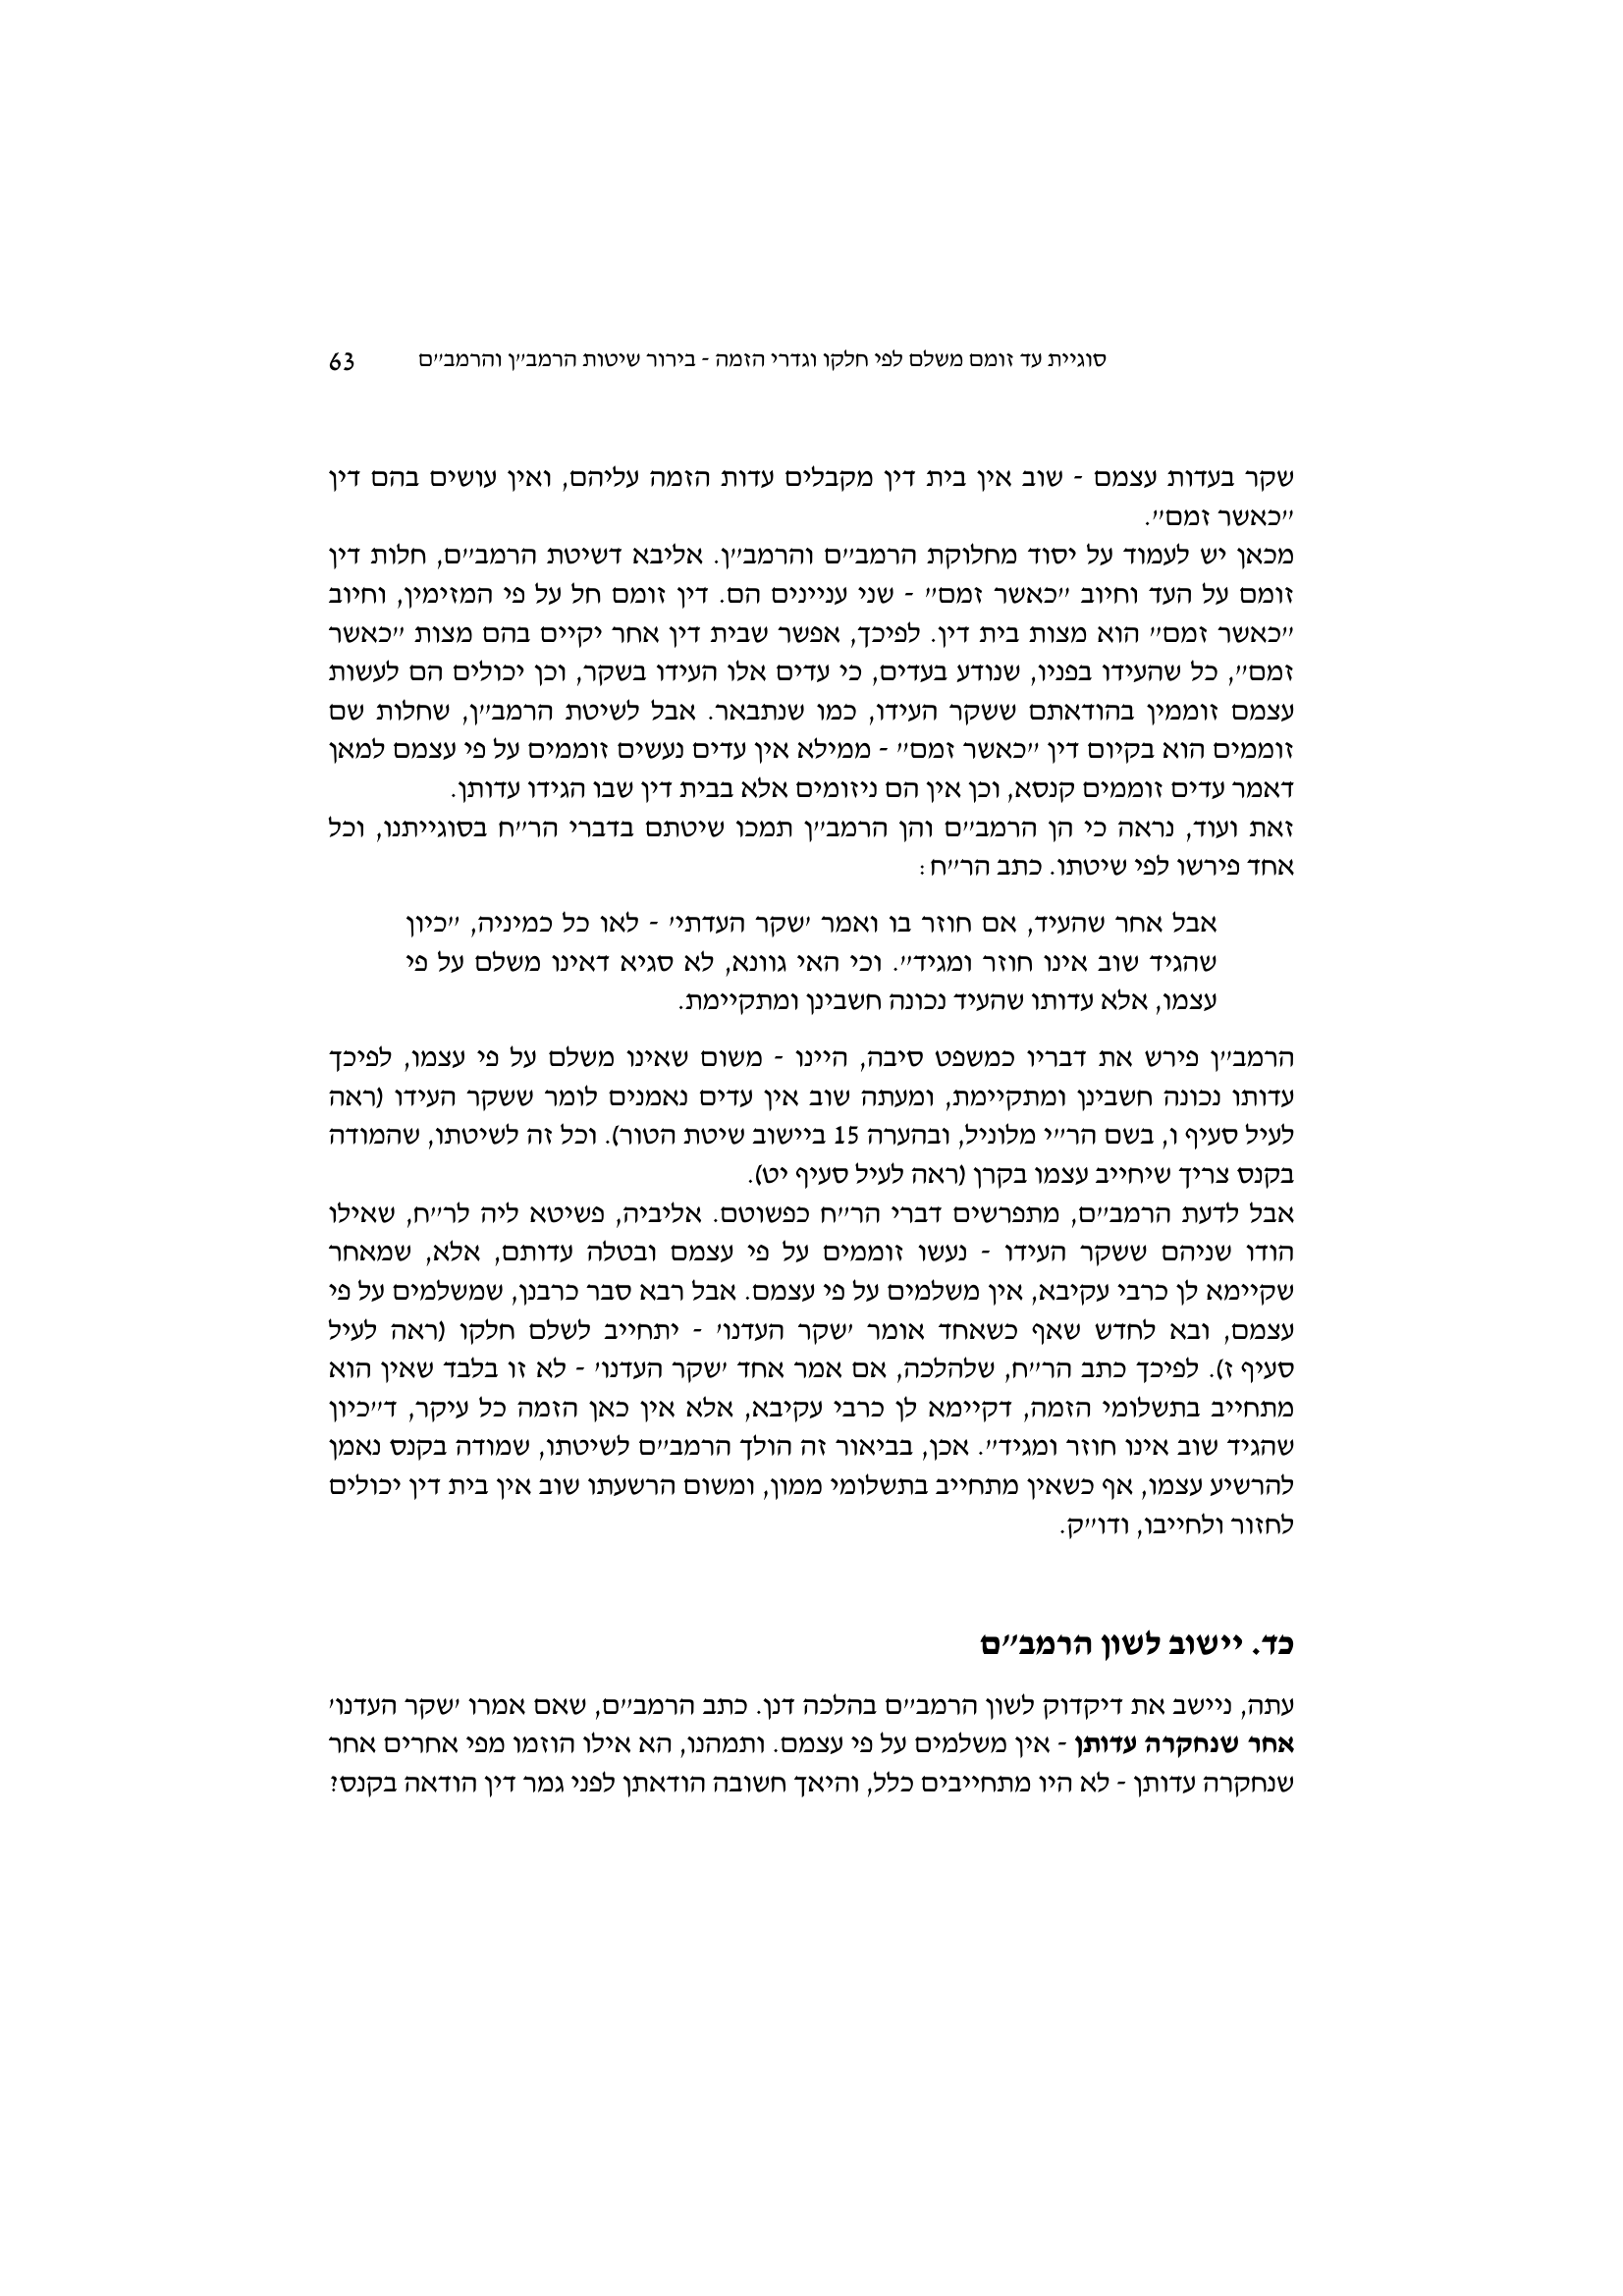 סוגיית עד זומם משלם לפי חלקו וגדרי הזמה - בירור שיטות הרמב״ן והרמב״ם 63
שקר בעדות עצמם - שוב אין בית דין מקבלים עדות הזמה עליהם, ואין עושים בהם דין
״כאשר זמם״.
מכאן יש לעמוד על יסוד מחלוקת הרמב״ם והרמב״ן. אליבא דשיטת הרמב״ם, חלות דין
זומם על העד וחיוב ״כאשר זמם״ - שני עניינים הם. דין זומם חל על פי המזימין, וחיוב
״כאשר זמם״ הוא מצות בית דין. לפיכך, אפשר שבית דין אחר יקיים בהם מצות ״כאשר
זמם״, כל שהעידו בפניו, שנודע בעדים, כי עדים אלו העידו בשקר, וכן יכולים הם לעשות
עצמם זוממין בהודאתם ששקר העידו, כמו שנתבאר. אבל לשיטת הרמב״ן, שחלות שם
זוממים הוא בקיום דין ״כאשר זמם״ - ממילא אין עדים נעשים זוממים על פי עצמם למאן
דאמר עדים זוממים קנסא, וכן אין הם ניזומים אלא בבית דין שבו הגידו עדותן.
זאת ועוד, נראה כי הן הרמב״ם והן הרמב״ן תמכו שיטתם בדברי הר״ח בסוגייתנו, וכל
אחד פירשו לפי שיטתו. כתב הר״ח:
אבל אחר שהעיד, אם חוזר בו ואמר ׳שקר העדתי׳ - לאו כל כמיניה, ״כיון
שהגיד שוב אינו חוזר ומגיד״. וכי האי גוונא, לא סגיא דאינו משלם על פי
עצמו, אלא עדותו שהעיד נכונה חשבינן ומתקיימת.
הרמב״ן פירש את דבריו כמשפט סיבה, היינו - משום שאינו משלם על פי עצמו, לפיכך
עדותו נכונה חשבינן ומתקיימת, ומעתה שוב אין עדים נאמנים לומר ששקר העידו (ראה
לעיל סעיף ו, בשם הר״י מלוניל, ובהערה 15 ביישוב שיטת הטור). וכל זה לשיטתו, שהמודה
בקנס צריך שיחייב עצמו בקרן (ראה לעיל סעיף יט).
אבל לדעת הרמב״ם, מתפרשים דברי הר״ח כפשוטם. אליביה, פשיטא ליה לר״ח, שאילו
הודו שניהם ששקר העידו - נעשו זוממים על פי עצמם ובטלה עדותם, אלא, שמאחר
שקיימא לן כרבי עקיבא, אין משלמים על פי עצמם. אבל רבא סבר כרבנן, שמשלמים על פי
עצמם, ובא לחדש שאף כשאחד אומר ׳שקר העדנו׳ - יתחייב לשלם חלקו (ראה לעיל
סעיף ז). לפיכך כתב הר״ח, שלהלכה, אם אמר אחד ׳שקר העדנו׳ - לא זו בלבד שאין הוא
מתחייב בתשלומי הזמה, דקיימא לן כרבי עקיבא, אלא אין כאן הזמה כל עיקר, ד״כיון
שהגיד שוב אינו חוזר ומגיד״. אכן, בביאור זה הולך הרמב״ם לשיטתו, שמודה בקנס נאמן
להרשיע עצמו, אף כשאין מתחייב בתשלומי ממון, ומשום הרשעתו שוב אין בית דין יכולים
לחזור ולחייבו, ודו״ק.
כד. יישוב לשון הרמב״ם
עתה, ניישב את דיקדוק לשון הרמב״ם בהלכה דנן. כתב הרמב״ם, שאם אמרו ׳שקר העדנו׳
אחר שנחקרה עדותן - אין משלמים על פי עצמם. ותמהנו, הא אילו הוזמו מפי אחרים אחר
שנחקרה עדותן - לא היו מתחייבים כלל, והיאך חשובה הודאתן לפני גמר דין הודאה בקנס?